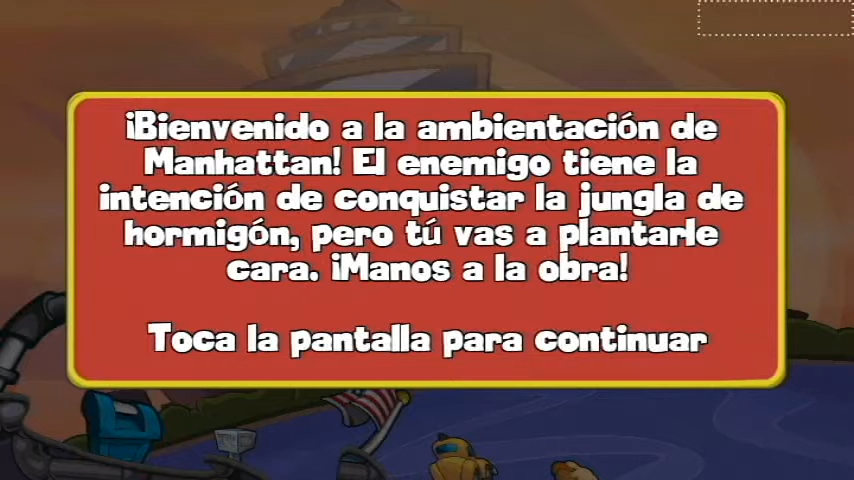 ¡Bienvenido a la ambientación de
Manhattan! El enemigo tiene la
intención de conquistar la jungla de
hormigón, pero tú vas a plantarle
cara. ¡Manos a la obra!
Toca la pantalla para continuar